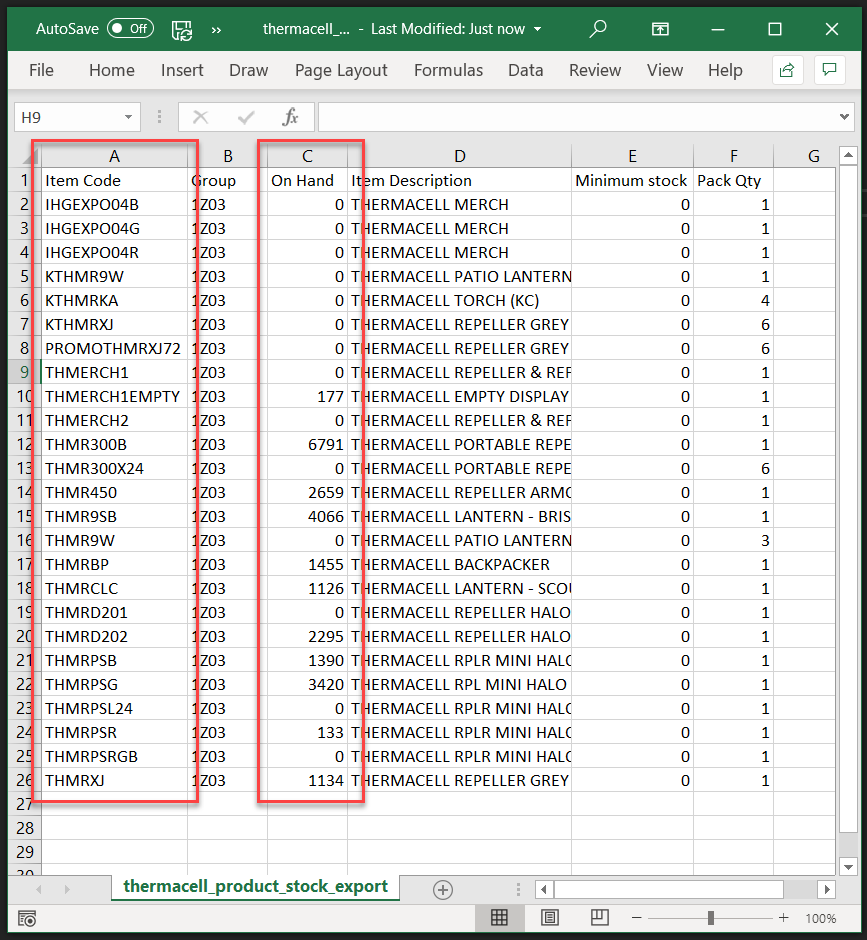 AutoSave Off » thermacell_... - Last Modified: Just now
File Home Insert Draw Page Layout Formulas Data Review View Help
H9 fx
A B C D E F G
1 Item Code Group On Hand Item Description Minimum stock Pack Qty
2 IHGEXPO04B 1Z03 0 THERMACELL MERCH 0 1
3 IHGEXPO04G 1Z03 0 THERMACELL MERCH 0 1
4 IHGEXPO04R 1Z03 0 THERMACELL MERCH 0 1
5 KTHMR9W 1Z03 0 THERMACELL PATIO LANTERN 0 1
6 KTHMRKA 1Z03 0 THERMACELL TORCH (KC) 0 4
7 KTHMRXJ 1Z03 0 THERMACELL REPELLER GREY 0 6
8 PROMOTHMRXJ72 1Z03 0 THERMACELL REPELLER GREY 0 6
9 THMERCH1 1Z03 0 THERMACELL REPELLER & REF 0 1
10 THMERCH1EMPTY 1Z03 177 THERMACELL EMPTY DISPLAY 0 1
11 THMERCH2 1Z03 0 THERMACELL REPELLER & REF 0 1
12 THMR300B 1Z03 6791 THERMACELL PORTABLE REPE 0 1
13 THMR300X24 1Z03 0 THERMACELL PORTABLE REPE 0 6
14 THMR450 1Z03 2659 THERMACELL REPELLER ARMO 0 1
15 THMR9SB 1Z03 4066 THERMACELL LANTERN - BRIS 0 1
16 THMR9W 1Z03 0 THERMACELL PATIO LANTERN 0 3
17 THMRBP 1Z03 1455 THERMACELL BACKPACKER 0 1
18 THMRCLC 1Z03 1126 THERMACELL LANTERN - SCOU 0 1
19 THMRD201 1Z03 0 THERMACELL REPELLER HALO 0 1
20 THMRD202 1Z03 2295 THERMACELL REPELLER HALO 0 1
21 THMRPSB 1Z03 1390 THERMACELL RPLR MINI HALO 0 1
22 THMRPSG 1Z03 3420 THERMACELL RPL MINI HALO 0 1
23 THMRPSL24 1Z03 0 THERMACELL RPLR MINI HALO 0 1
24 THMRPSR 1Z03 133 THERMACELL RPLR MINI HALO 0 1
25 THMRPSRGB 1Z03 0 THERMACELL RPLR MINI HALO 0 1
26 THMRXJ 1Z03 1134 THERMACELL REPELLER GREY 0 1
27
28
29
30
thermacell_product_stock_export
100%